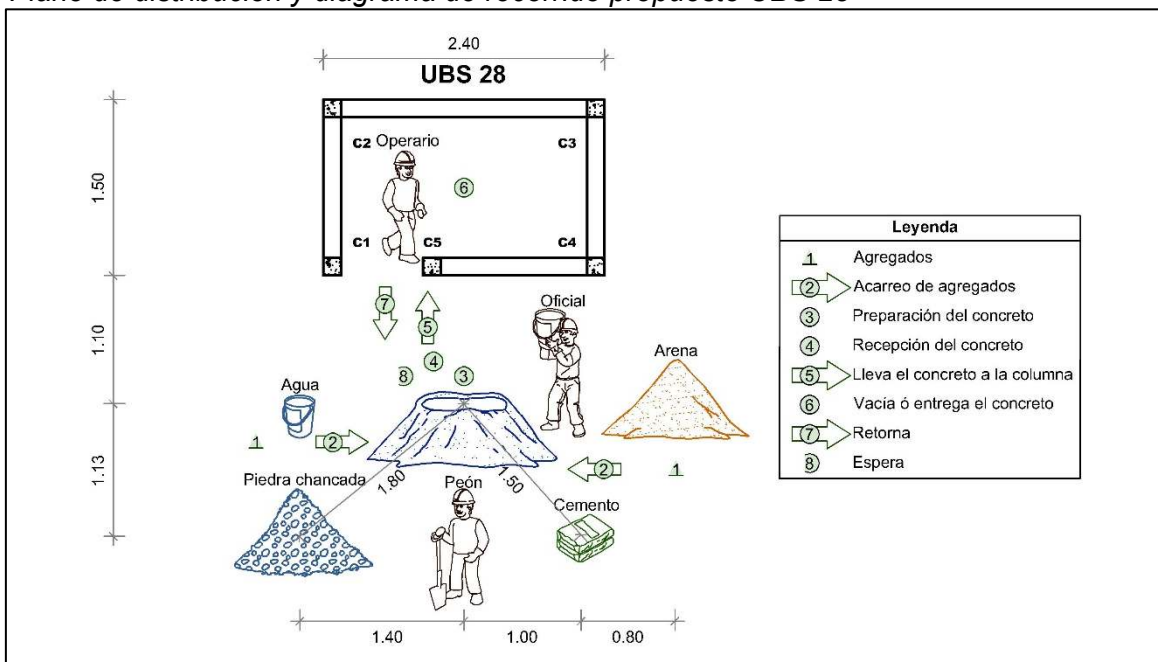 Plano de distribución y diagrama de recorrido propuesto UBS 28
2.40
UBS 28
C2 Operario
C3
6
1.50
C1
C5
C4
7
5
Oficial
1.10
4
8
3
Arena
Agua
1
2
2
1
1.13
Piedra chancada
1.80
Peón
1.50
Cemento
1.40
1.00
0.80
Leyenda
1 Agregados
2 Acarreo de agregados
3 Preparación del concreto
4 Recepción del concreto
5 Lleva el concreto a la columna
6 Vacía ó entrega el concreto
7 Retorna
8 Espera